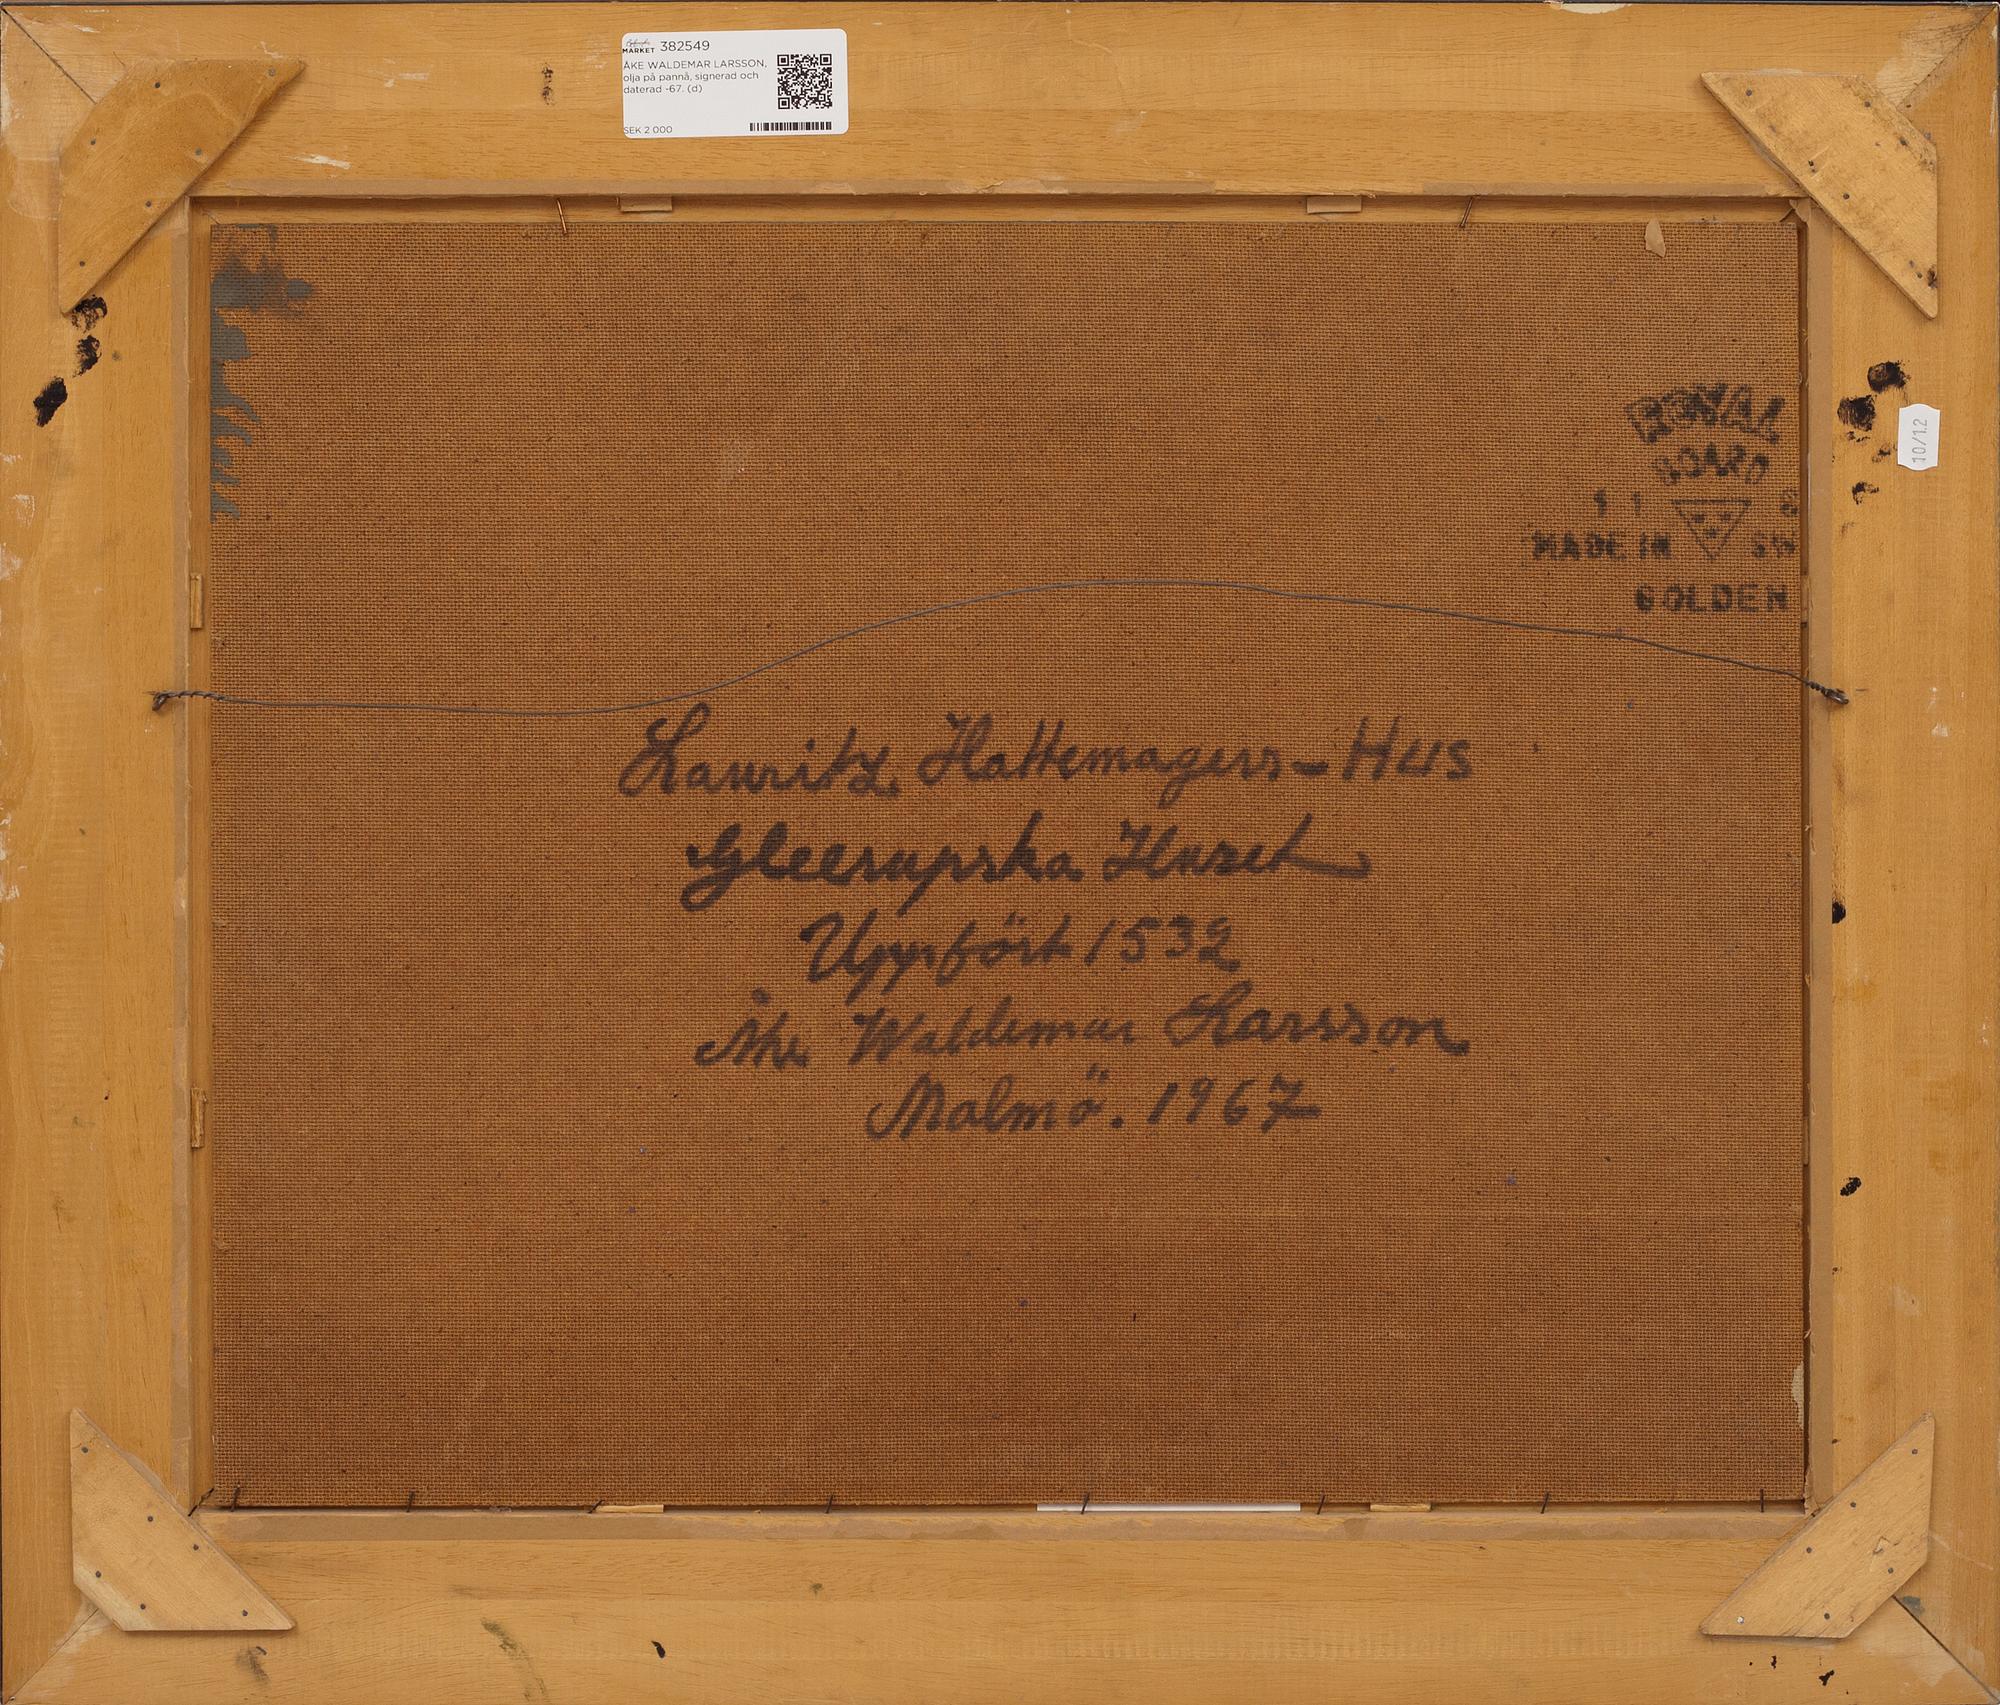 MARKET 382549
ÅKE WALDEMAR LARSSON,
olja på pannå, signerad och
daterad -67. (d)
SEK 2 000
10/12
ROYAL
BOARD
MADE IN SW
GOLDEN
Lauritz Hattemagers-Hus
Gleerupska Huset
Uppfört 1532
Åke Waldemar Larsson
Malmö. 1967